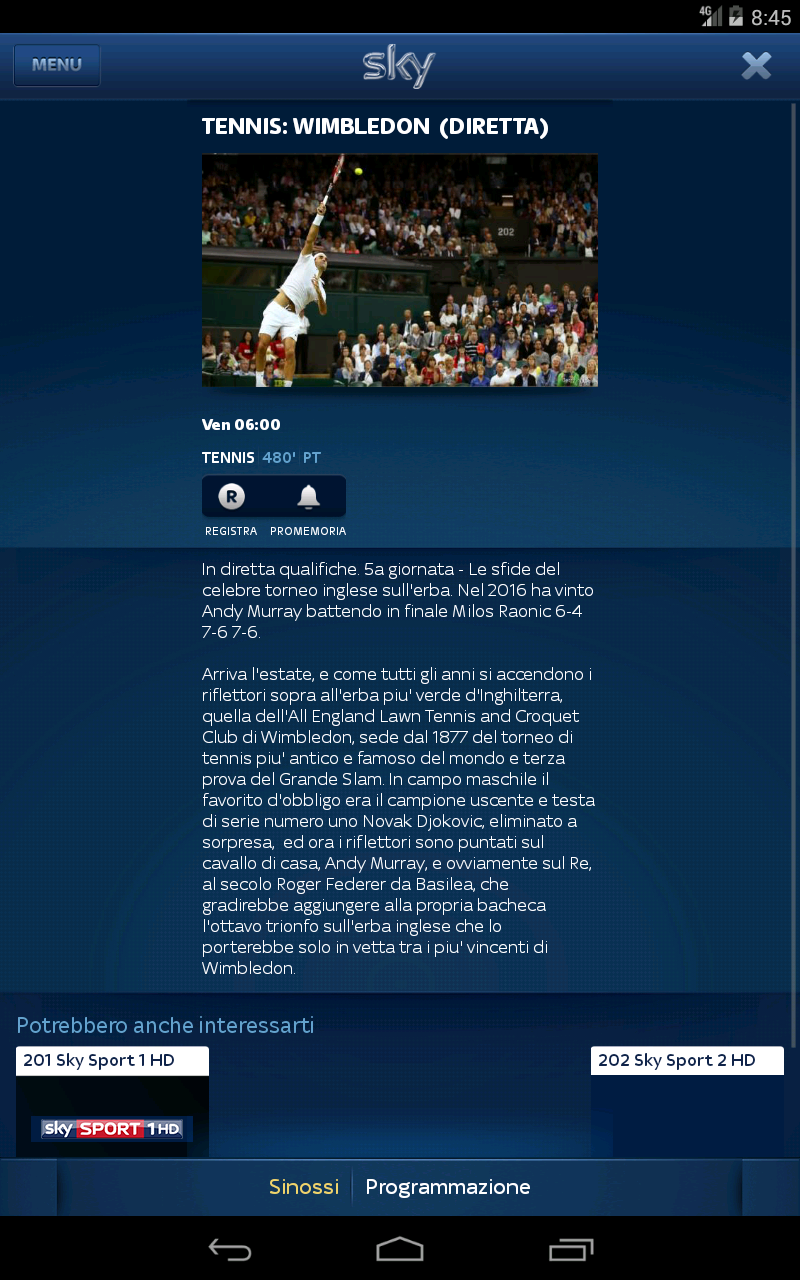 4G 8:45
MENU
sky
TENNIS: WIMBLEDON (DIRETTA)
202
Ven 06:00
TENNIS 480' PT
R
REGISTRA PROMEMORIA
In diretta qualifiche. 5a giornata - Le sfide del
celebre torneo inglese sull'erba. Nel 2016 ha vinto
Andy Murray battendo in finale Milos Raonic 6-4
7-6 7-6.
Arriva l'estate, e come tutti gli anni si accendono i
riflettori sopra all'erba piu' verde d'Inghilterra,
quella dell'All England Lawn Tennis and Croquet
Club di Wimbledon, sede dal 1877 del torneo di
tennis piu' antico e famoso del mondo e terza
prova del Grande Slam. In campo maschile il
favorito d'obbligo era il campione uscente e testa
di serie numero uno Novak Djokovic, eliminato a
sorpresa, ed ora i riflettori sono puntati sul
cavallo di casa, Andy Murray, e ovviamente sul Re,
al secolo Roger Federer da Basilea, che
gradirebbe aggiungere alla propria bacheca
l'ottavo trionfo sull'erba inglese che lo
porterebbe solo in vetta tra i piu' vincenti di
Wimbledon.
Potrebbero anche interessarti
201 Sky Sport 1 HD 202 Sky Sport 2 HD
sky SPORT 1HD
Sinossi Programmazione